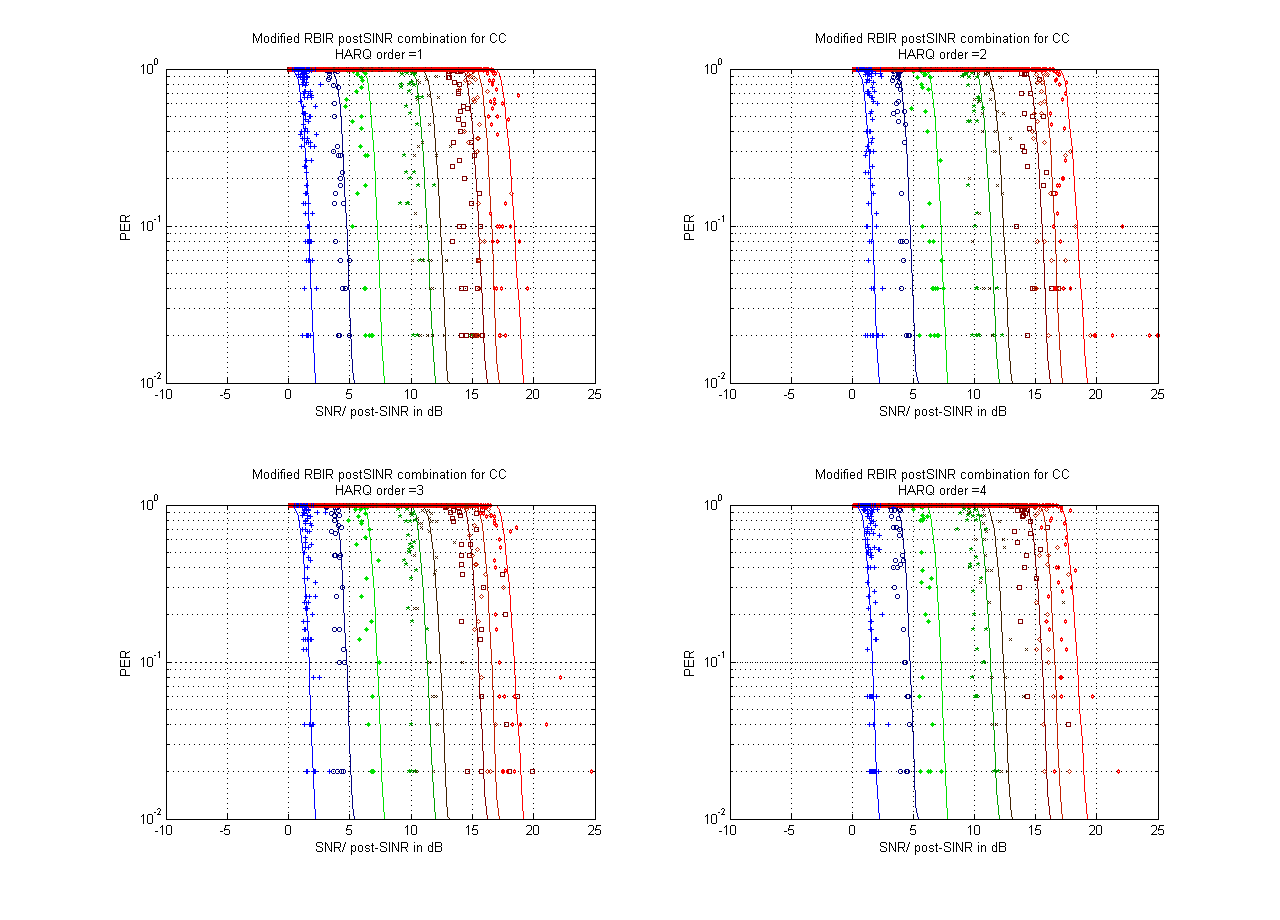 Modified RBIR postSINR combination for CC
HARQ order =1
10^0
10^-1
10^-2
PER
-10 -5 0 5 10 15 20 25
SNR/ post-SINR in dB
Modified RBIR postSINR combination for CC
HARQ order =2
10^0
10^-1
10^-2
PER
-10 -5 0 5 10 15 20 25
SNR/ post-SINR in dB
Modified RBIR postSINR combination for CC
HARQ order =3
10^0
10^-1
10^-2
PER
-10 -5 0 5 10 15 20 25
SNR/ post-SINR in dB
Modified RBIR postSINR combination for CC
HARQ order =4
10^0
10^-1
10^-2
PER
-10 -5 0 5 10 15 20 25
SNR/ post-SINR in dB